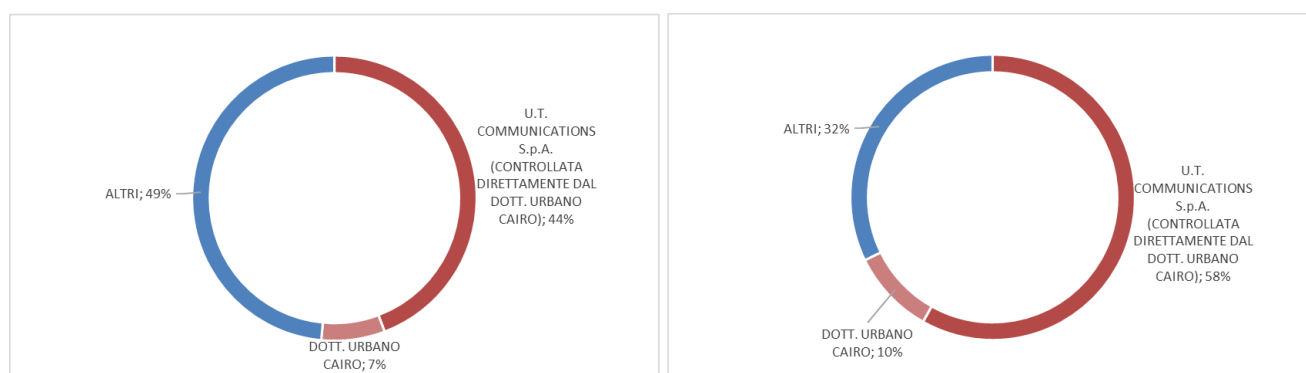 U.T.
COMMUNICATIONS
S.p.A.
(CONTROLLATA
DIRETTAMENTE DAL
DOTT. URBANO
CAIRO); 44%
ALTRI; 49%
DOTT. URBANO
CAIRO; 7%
ALTRI; 32%
U.T.
COMMUNICATIONS
S.p.A.
(CONTROLLATA
DIRETTAMENTE DAL
DOTT. URBANO
CAIRO); 58%
DOTT. URBANO
CAIRO; 10%